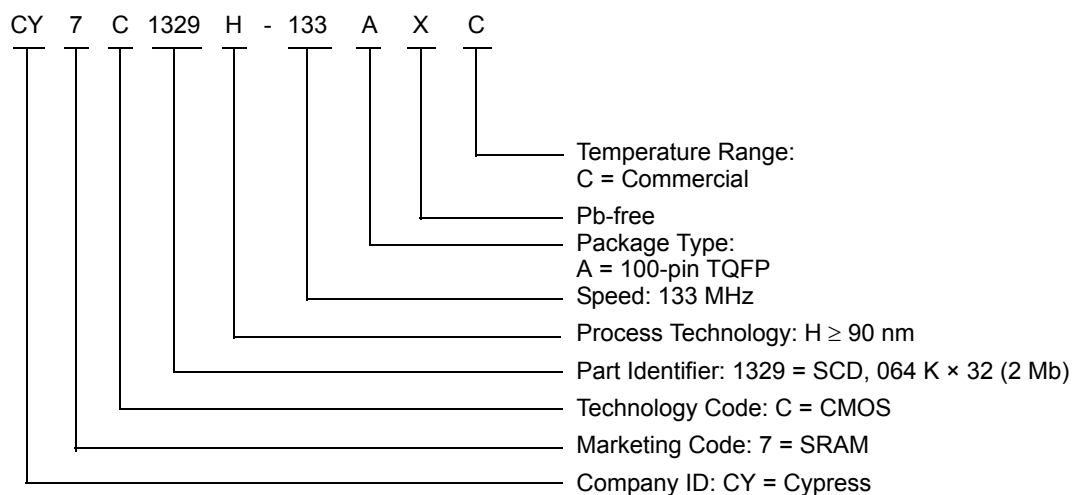 CY 7 C 1329 H - 133 A X C
Temperature Range:
C = Commercial
Pb-free
Package Type:
A = 100-pin TQFP
Speed: 133 MHz
Process Technology: H ≥ 90 nm
Part Identifier: 1329 = SCD, 064 K × 32 (2 Mb)
Technology Code: C = CMOS
Marketing Code: 7 = SRAM
Company ID: CY = Cypress